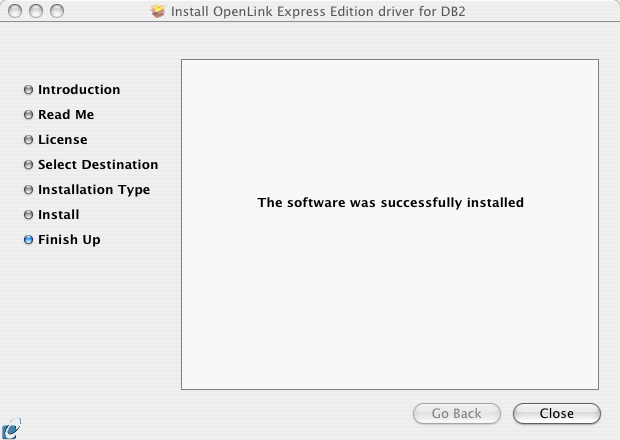 Install OpenLink Express Edition driver for DB2
Introduction
Read Me
License
Select Destination
Installation Type
Install
Finish Up
The software was successfully installed
Go Back
Close